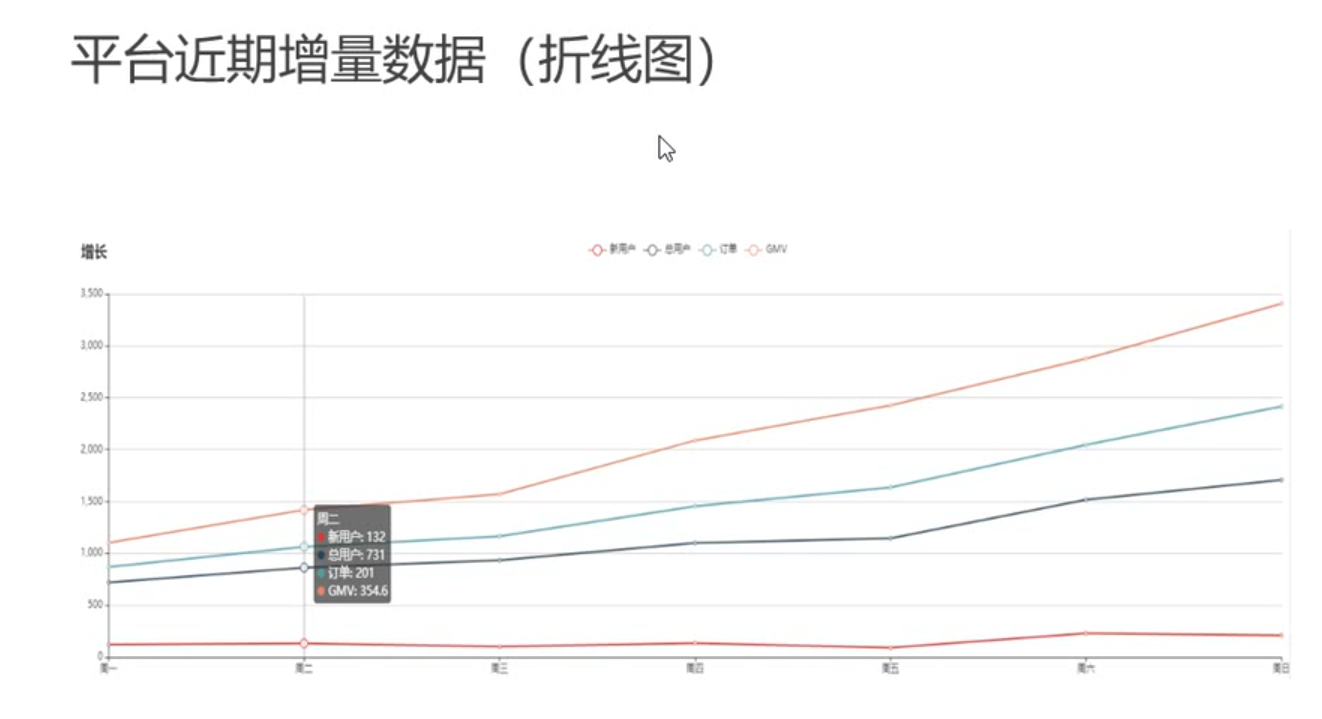 平台近期增量数据（折线图）
增长
新用户 总用户 订单 GMV
3,500
3,000
2,500
2,000
1,500
周二
新用户: 132
总用户: 731
订单: 201
GMV: 354.6
1,000
500
0
周一 周二 周三 周四 周五 周六 周日